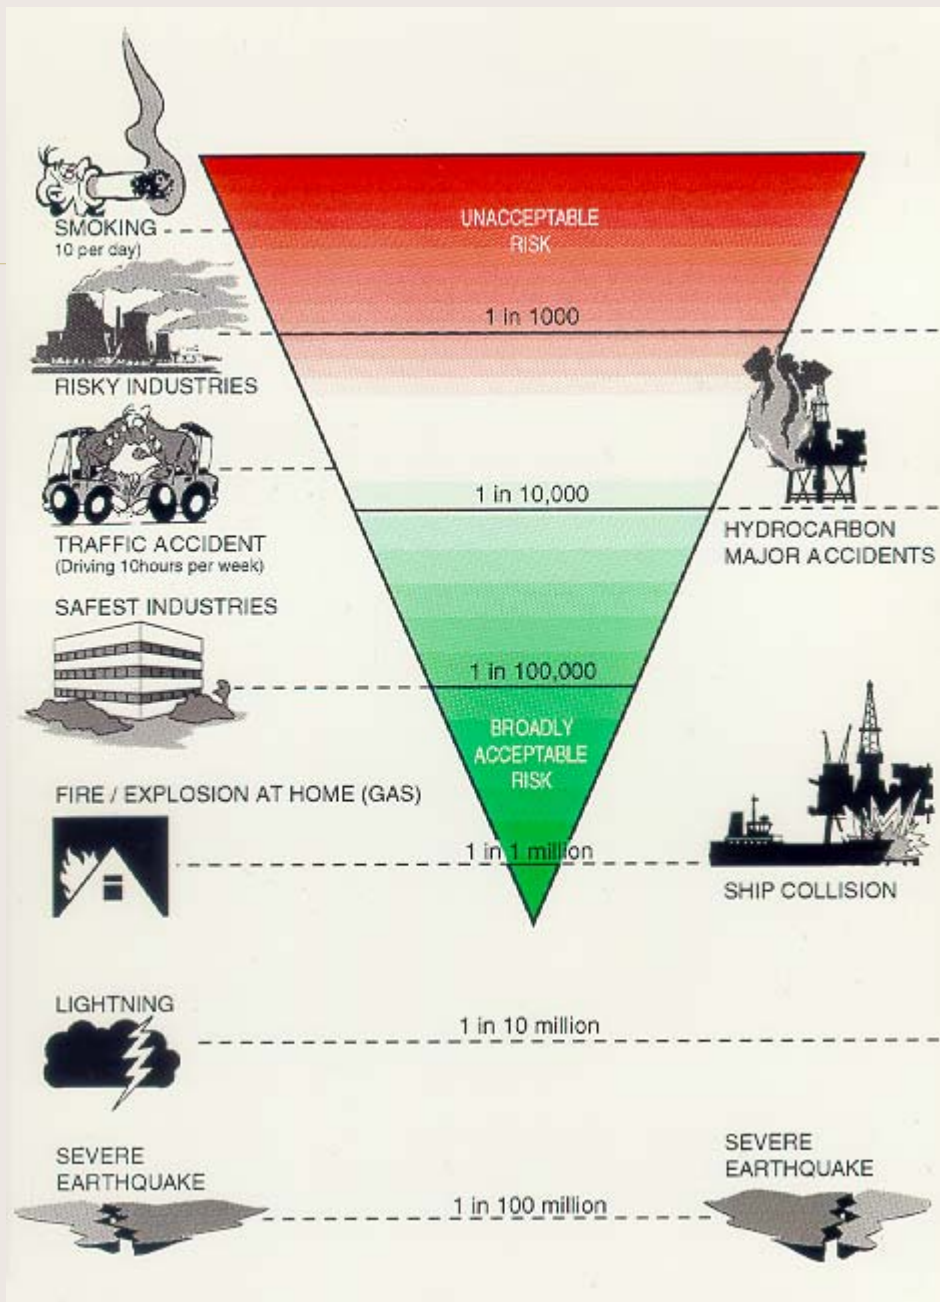 UNACCEPTABLE
RISK
SMOKING
10 per day)
1 in 1000
RISKY INDUSTRIES
1 in 10,000
HYDROCARBON
MAJOR ACCIDENTS
TRAFFIC ACCIDENT
(Driving 10hours per week)
SAFEST INDUSTRIES
1 in 100,000
BROADLY
ACCEPTABLE
RISK
FIRE / EXPLOSION AT HOME (GAS)
1 in 1 million
SHIP COLLISION
LIGHTNING
1 in 10 million
SEVERE
EARTHQUAKE
SEVERE
EARTHQUAKE
1 in 100 million